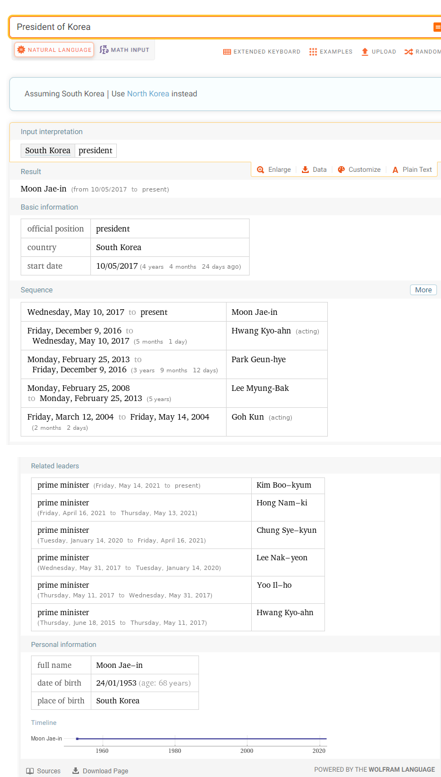 President of Korea
NATURAL LANGUAGE MATH INPUT EXTENDED KEYBOARD EXAMPLES UPLOAD RANDOM
Assuming South Korea | Use North Korea instead
Input interpretation
South Korea president
Result
Enlarge Data Customize A Plain Text
Moon Jae-in (from 10/05/2017 to present)
Basic information
official position president
country South Korea
start date 10/05/2017 (4 years 4 months 24 days ago)
Sequence More
Wednesday, May 10, 2017 to present Moon Jae-in
Friday, December 9, 2016 to Hwang Kyo-ahn (acting)
Wednesday, May 10, 2017 (5 months 1 day)
Monday, February 25, 2013 to Park Geun-hye
Friday, December 9, 2016 (3 years 9 months 12 days)
Monday, February 25, 2008 Lee Myung-Bak
to Monday, February 25, 2013 (5 years)
Friday, March 12, 2004 to Friday, May 14, 2004 Goh Kun (acting)
(2 months 2 days)
Related leaders
prime minister (Friday, May 14, 2021 to present) Kim Boo-kyum
prime minister Hong Nam-ki
(Friday, April 16, 2021 to Thursday, May 13, 2021)
prime minister Chung Sye-kyun
(Tuesday, January 14, 2020 to Friday, April 16, 2021)
prime minister Lee Nak-yeon
(Wednesday, May 31, 2017 to Tuesday, January 14, 2020)
prime minister Yoo Il-ho
(Thursday, May 11, 2017 to Wednesday, May 31, 2017)
prime minister Hwang Kyo-ahn
(Thursday, June 18, 2015 to Thursday, May 11, 2017)
Personal information
full name Moon Jae-in
date of birth 24/01/1953 (age: 68 years)
place of birth South Korea
Timeline
Moon Jae-in
1960 1980 2000 2020
Sources Download Page POWERED BY THE WOLFRAM LANGUAGE